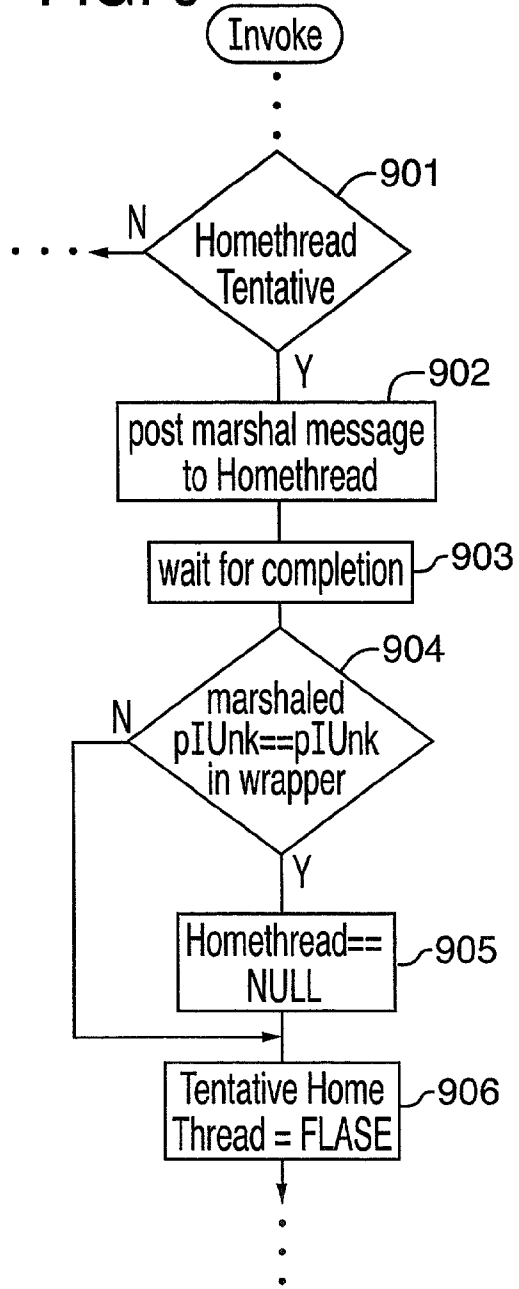 Invoke
901
N
Homethread
Tentative
Y
902
post marshal message
to Homethread
903
wait for completion
904
N
marshaled
pIUnk==pIUnk
in wrapper
Y
Homethread==
NULL
905
Tentative Home
Thread = FLASE
906